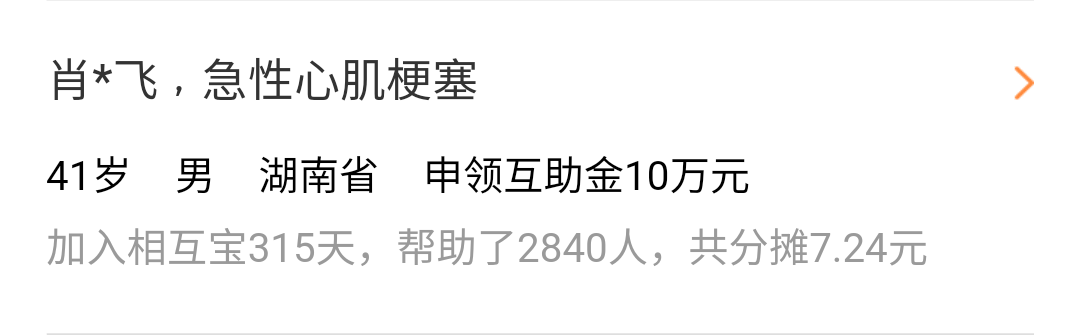 肖*飞，急性心肌梗塞
41岁 男 湖南省 申领互助金10万元
加入相互宝315天，帮助了2840人，共分摊7.24元